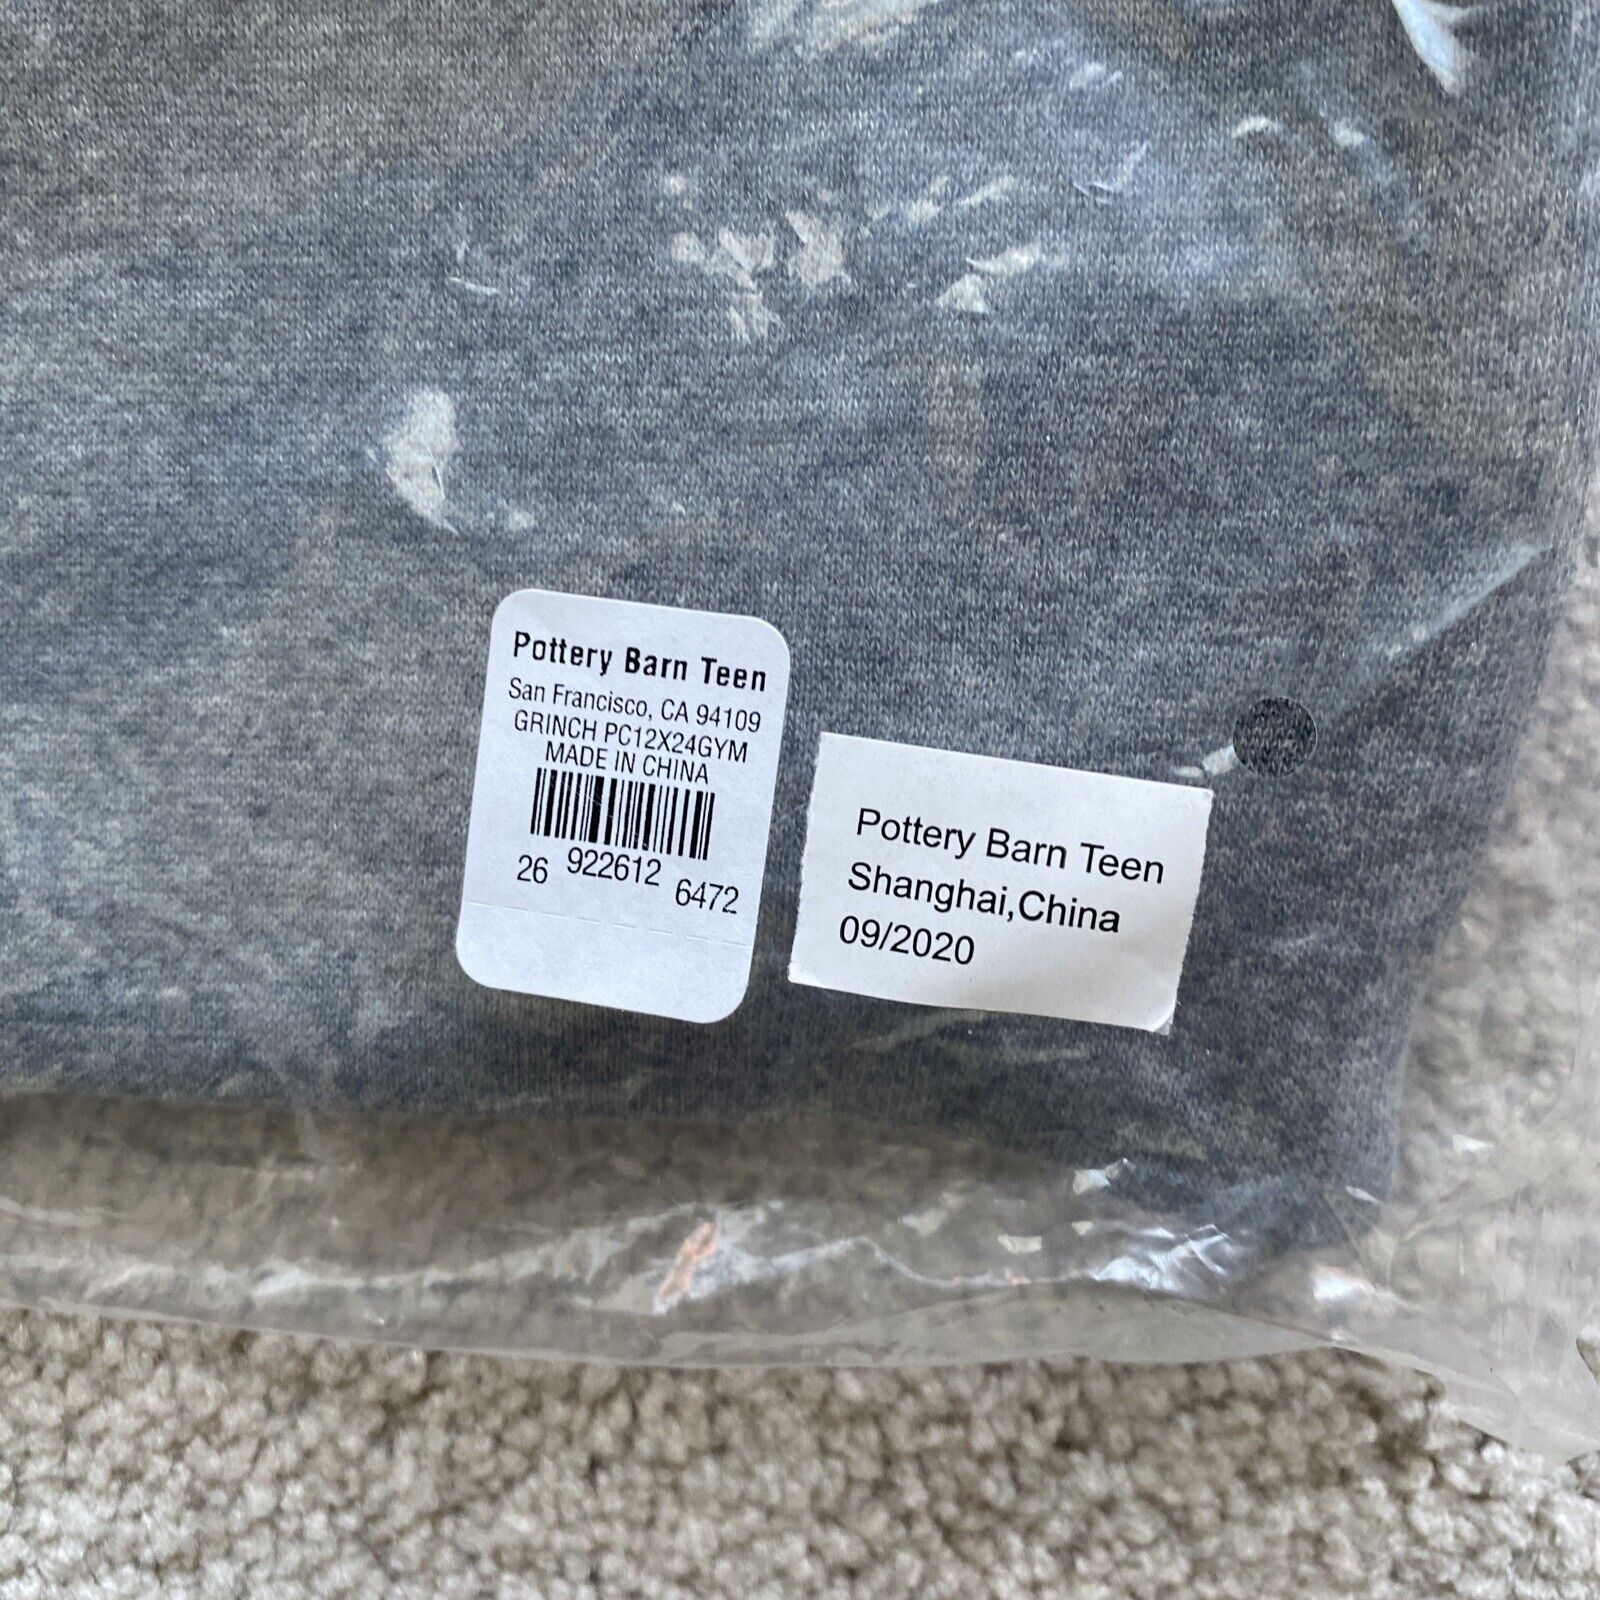 Pottery Barn Teen
San Francisco, CA 94109
GRINCH PC12X24GYM
MADE IN CHINA
26 922612 6472
Pottery Barn Teen
Shanghai,China
09/2020